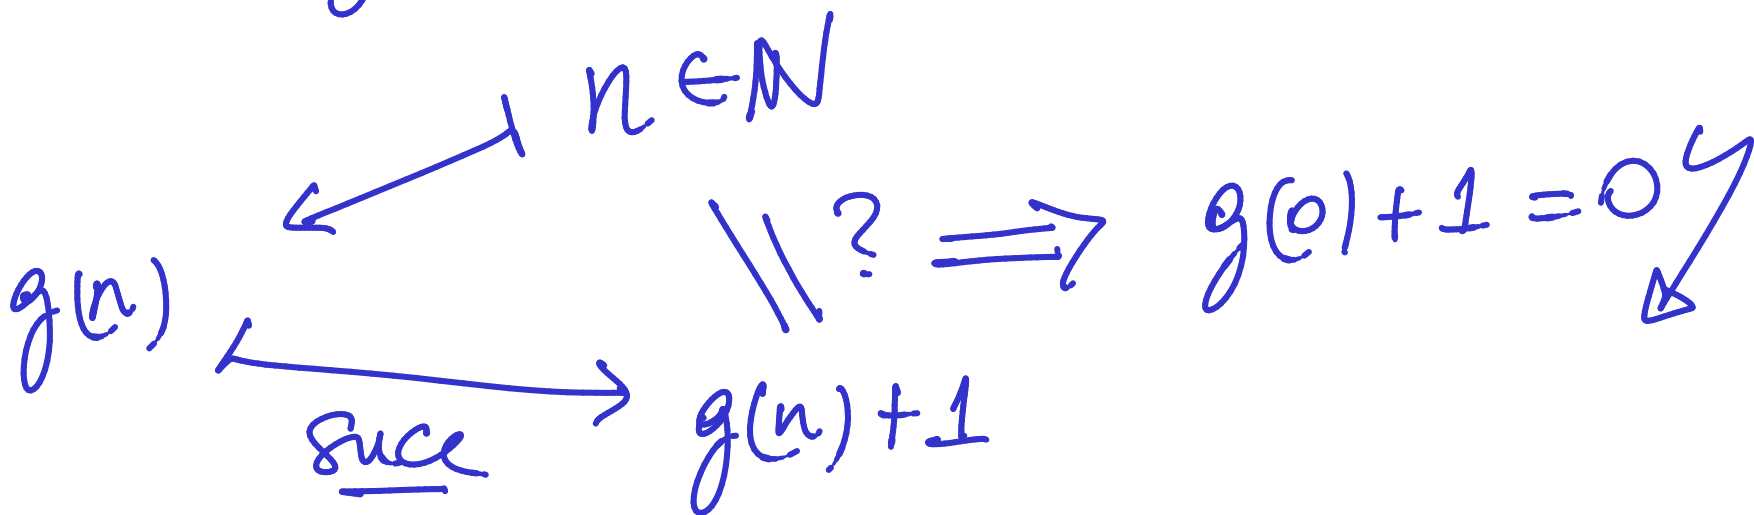 n ∈ ℕ
? ⟹ g(0) + 1 = 0
g(n)
succ
g(n) + 1